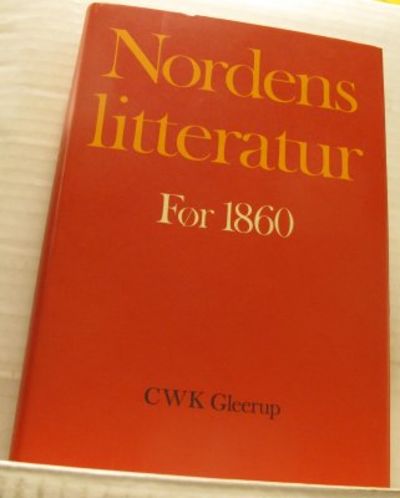 Nordens
litteratur
Før 1860
CWK Gleerup